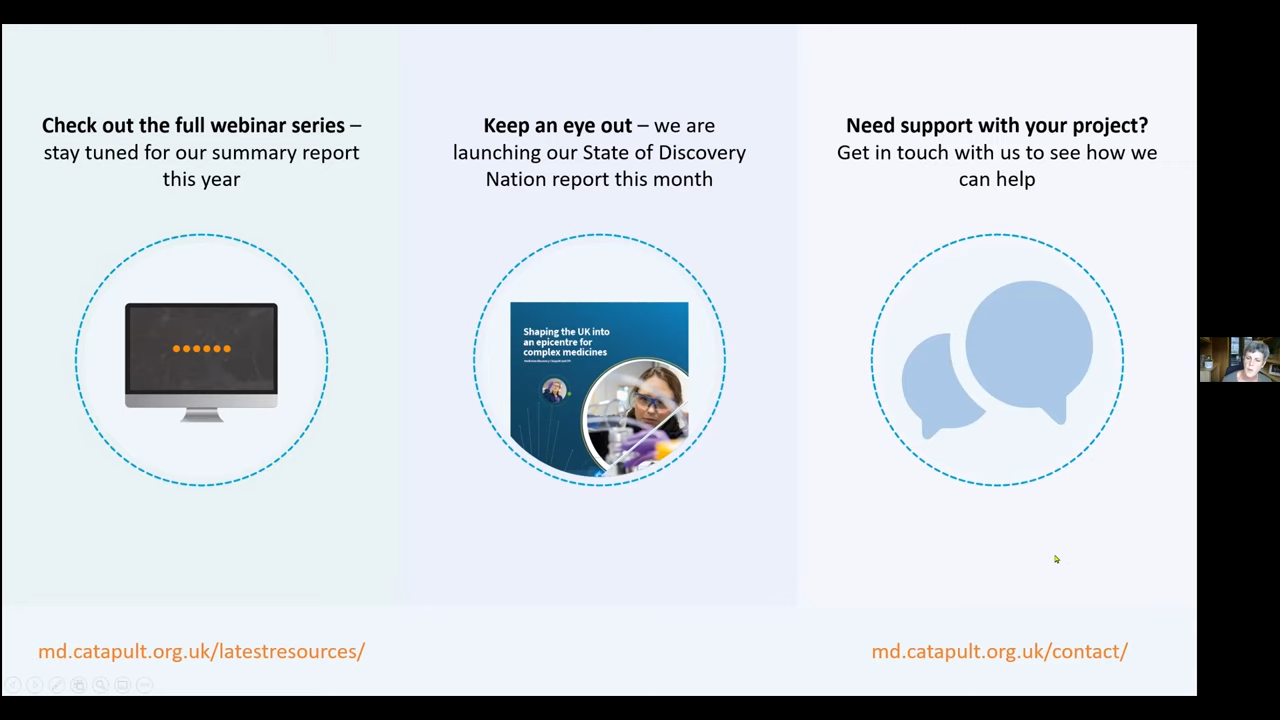 Check out the full webinar series –
stay tuned for our summary report
this year
Keep an eye out – we are
launching our State of Discovery
Nation report this month
Need support with your project?
Get in touch with us to see how we
can help
Shaping the UK into
an epicentre for
complex medicines
md.catapult.org.uk/latestresources/
md.catapult.org.uk/contact/